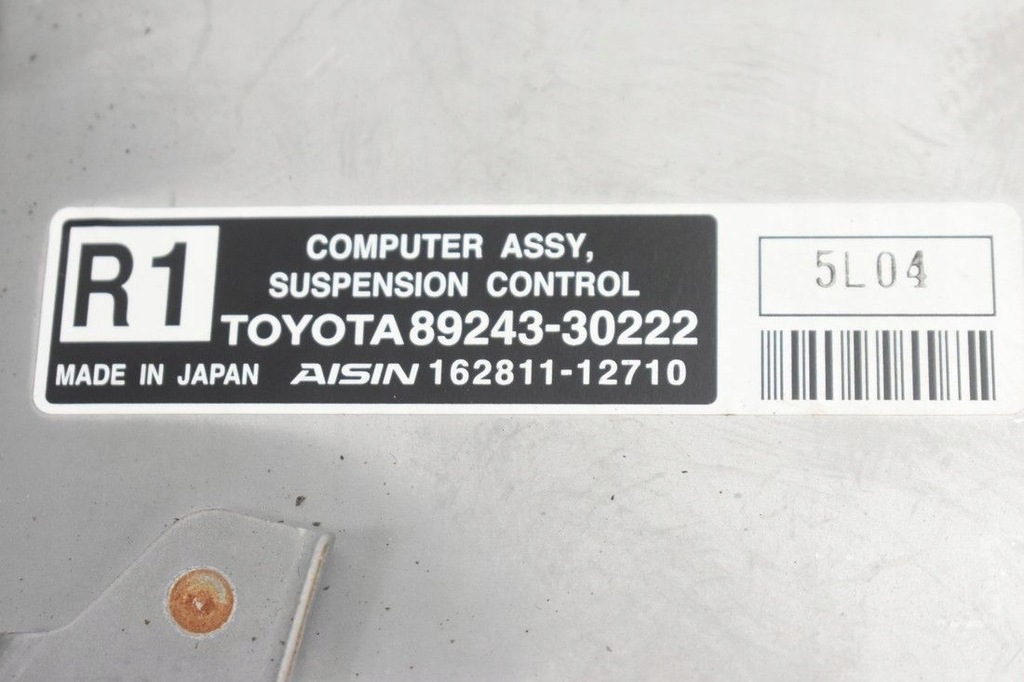 R1
COMPUTER ASSY,
SUSPENSION CONTROL
TOYOTA 89243-30222
MADE IN JAPAN AISIN 162811-12710
5L04